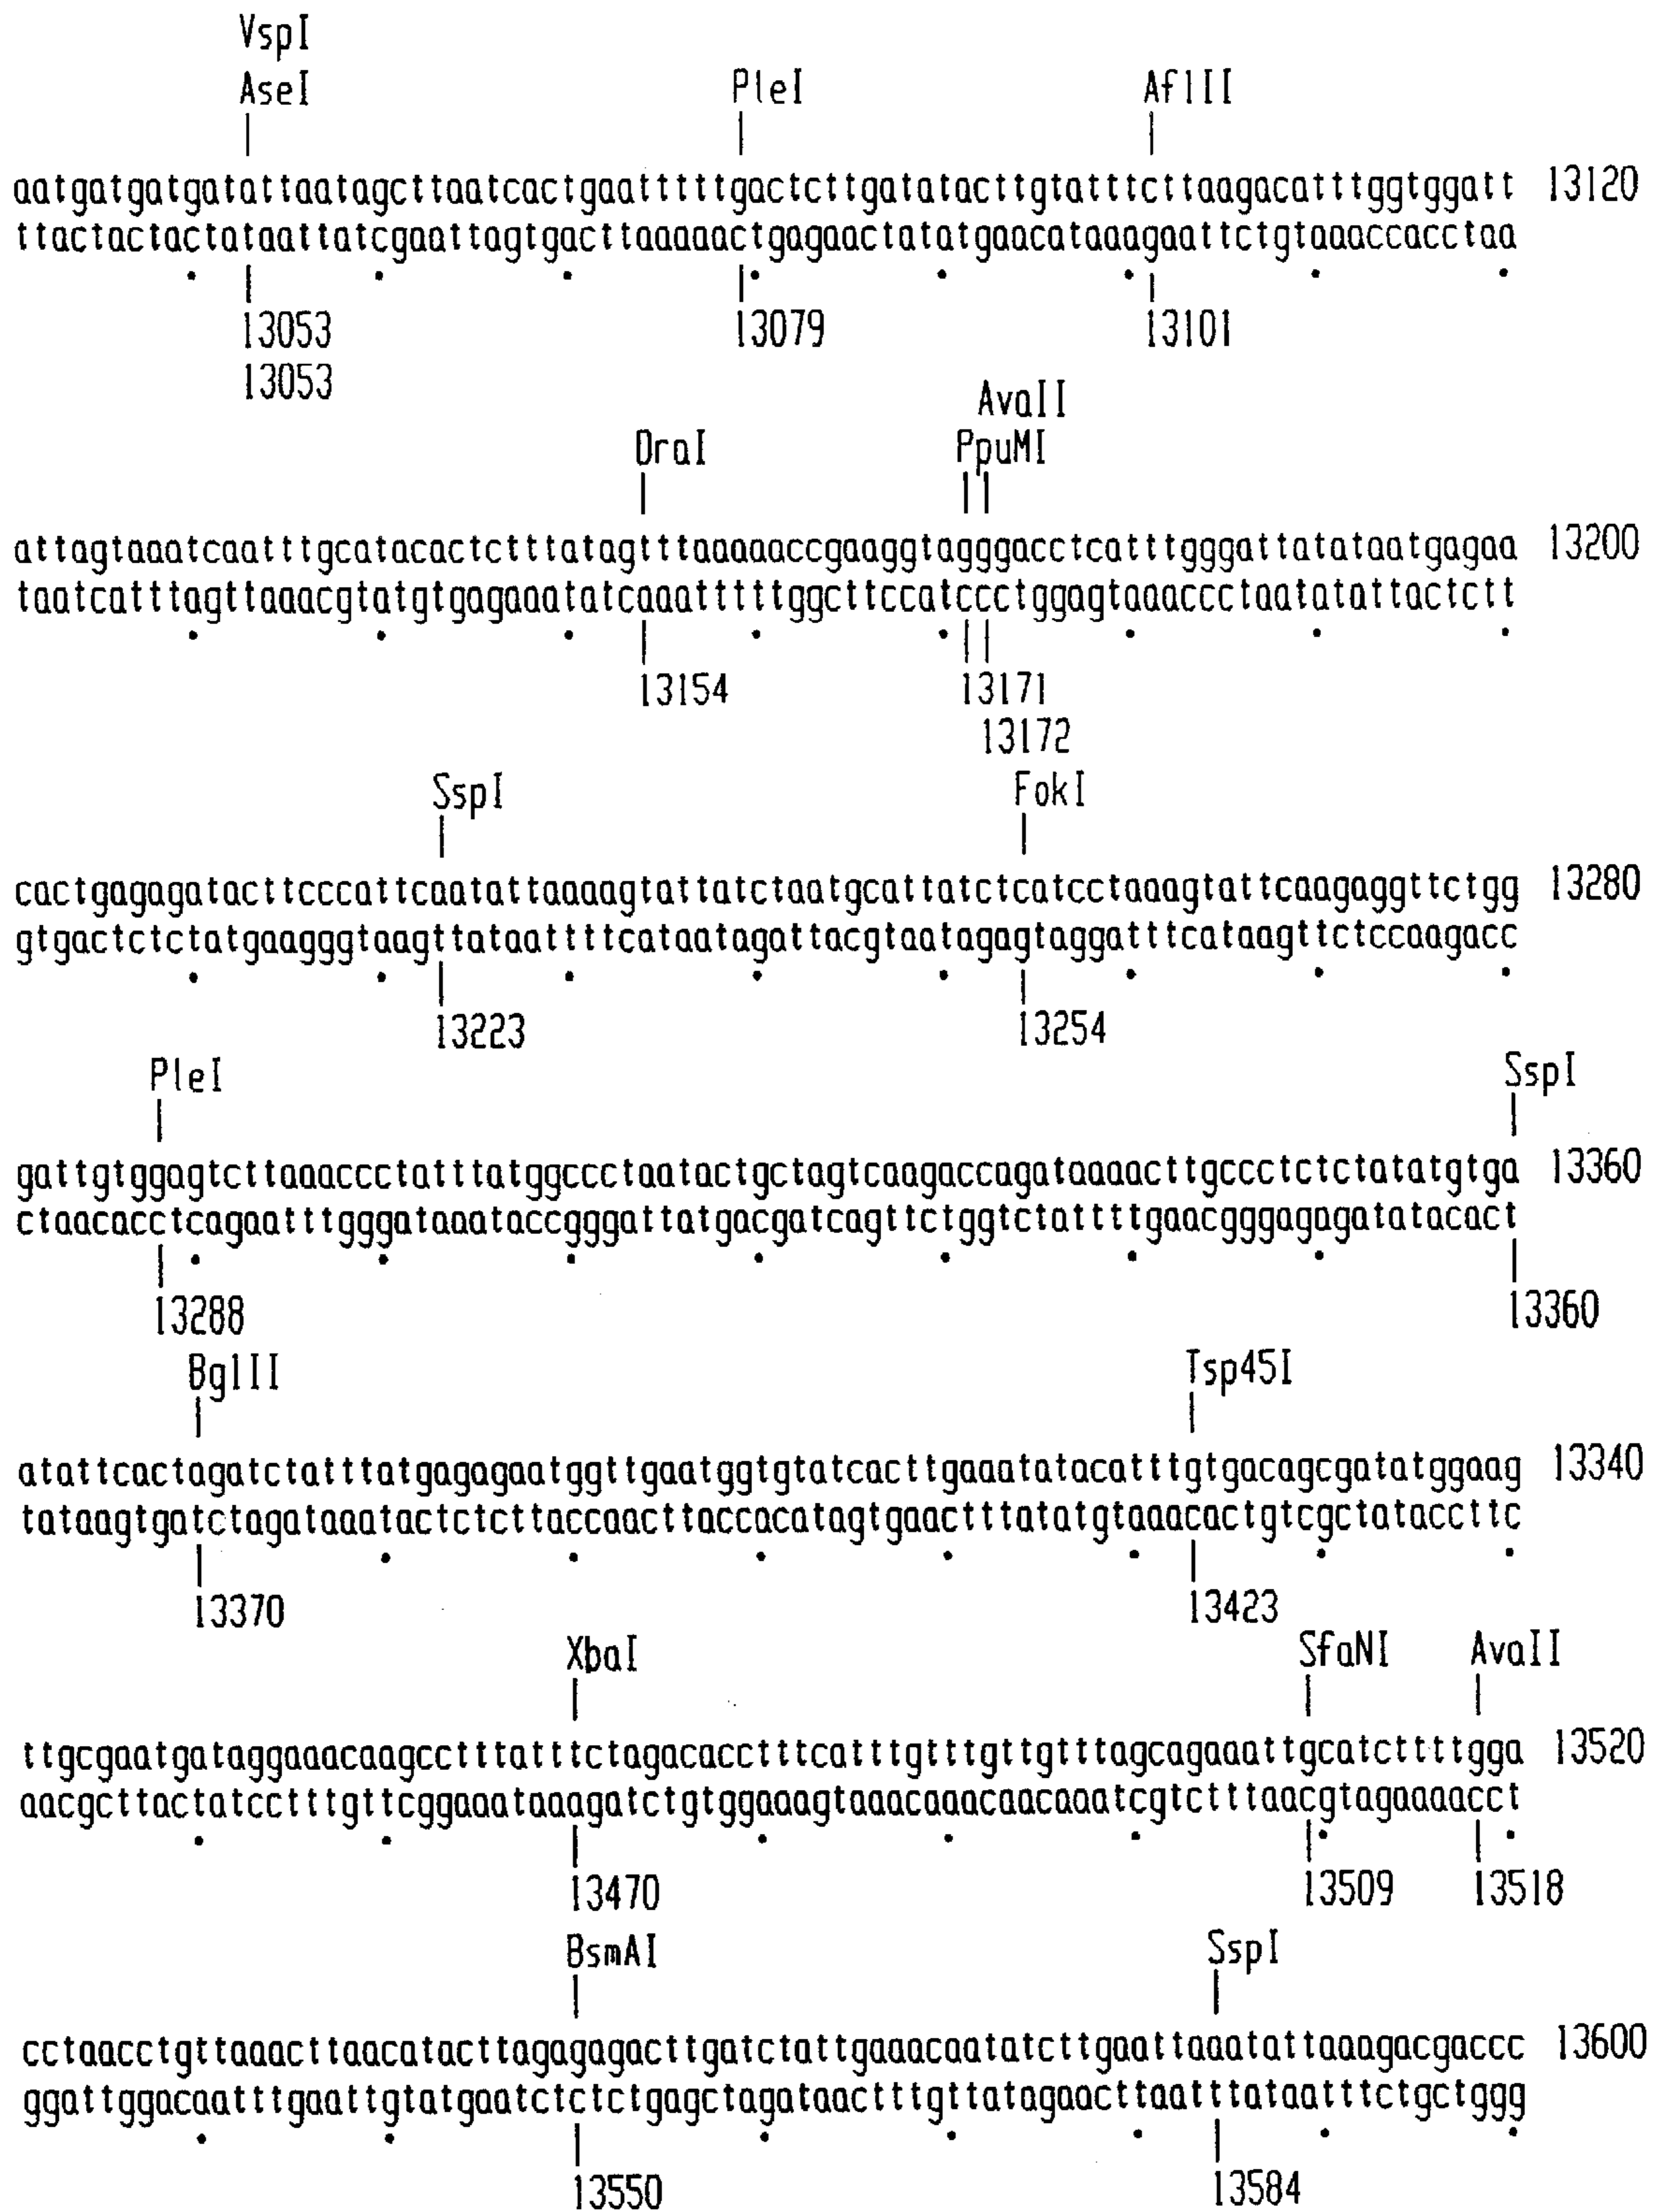 VspI
AseI PleI AflII
aatgatgatgatattaatagcttaatcactgaatttttgactcttgatatacttgtatttcttaagacatttggtggatt 13120
ttactactactataattatcgaattagtgacttaaaaactgagaactatatgaacataaagaattctgtaaaccacctaa
13053 13079 13101
13053
AvaII
DraI PpuMI
attagtaaatcaatttgcatacactctttatagtttaaaaaccgaaggtagggacctcatttgggattatataatgagaa 13200
taatcatttagttaaacgtatgtgagaaatatcaaatttttggcttccatccctggagtaaaccctaatatattactctt
13154 13171
13172
SspI FokI
cactgagagatacttcccattcaatattaaaagtattatctaatgcattatctcatcctaaagtattcaagaggttctgg 13280
gtgactctctatgaagggtaagttataattttcataatagattacgtaatagagtaggatttcataagttctccaagacc
13223 13254
PleI SspI
gattgtggagtcttaaaccctatttatggccctaatactgctagtcaagaccagataaaacttgccctctctatatgtga 13360
ctaacacctcagaatttgggataaataccgggattatgacgatcagttctggtctattttgaacgggagagatatacact
13288 13360
BglII Tsp45I
atattcactagatctatttatgagagaatggttgaatggtgtatcacttgaaatatacatttgtgacagcgatatggaag 13340
tataagtgatctagataaatactctcttaccaacttaccacatagtgaactttatatgtaaacactgtcgctataccttc
13370 13423
XbaI SfaNI AvaII
ttgcgaatgataggaaacaagcctttatttctagacacctttcatttgtttgttgtttagcagaaattgcatcttttgga 13520
aacgcttactatcctttgttcggaaataaagatctgtggaaagtaaacaaacaacaaatcgtctttaacgtagaaaacct
13470 13509 13518
BsmAI SspI
cctaacctgttaaacttaacatacttagagagacttgatctattgaaacaatatcttgaattaaatattaaagacgaccc 13600
ggattggacaatttgaattgtatgaatctctctgagctagataactttgttatagaacttaatttataatttctgctggg
13550 13584